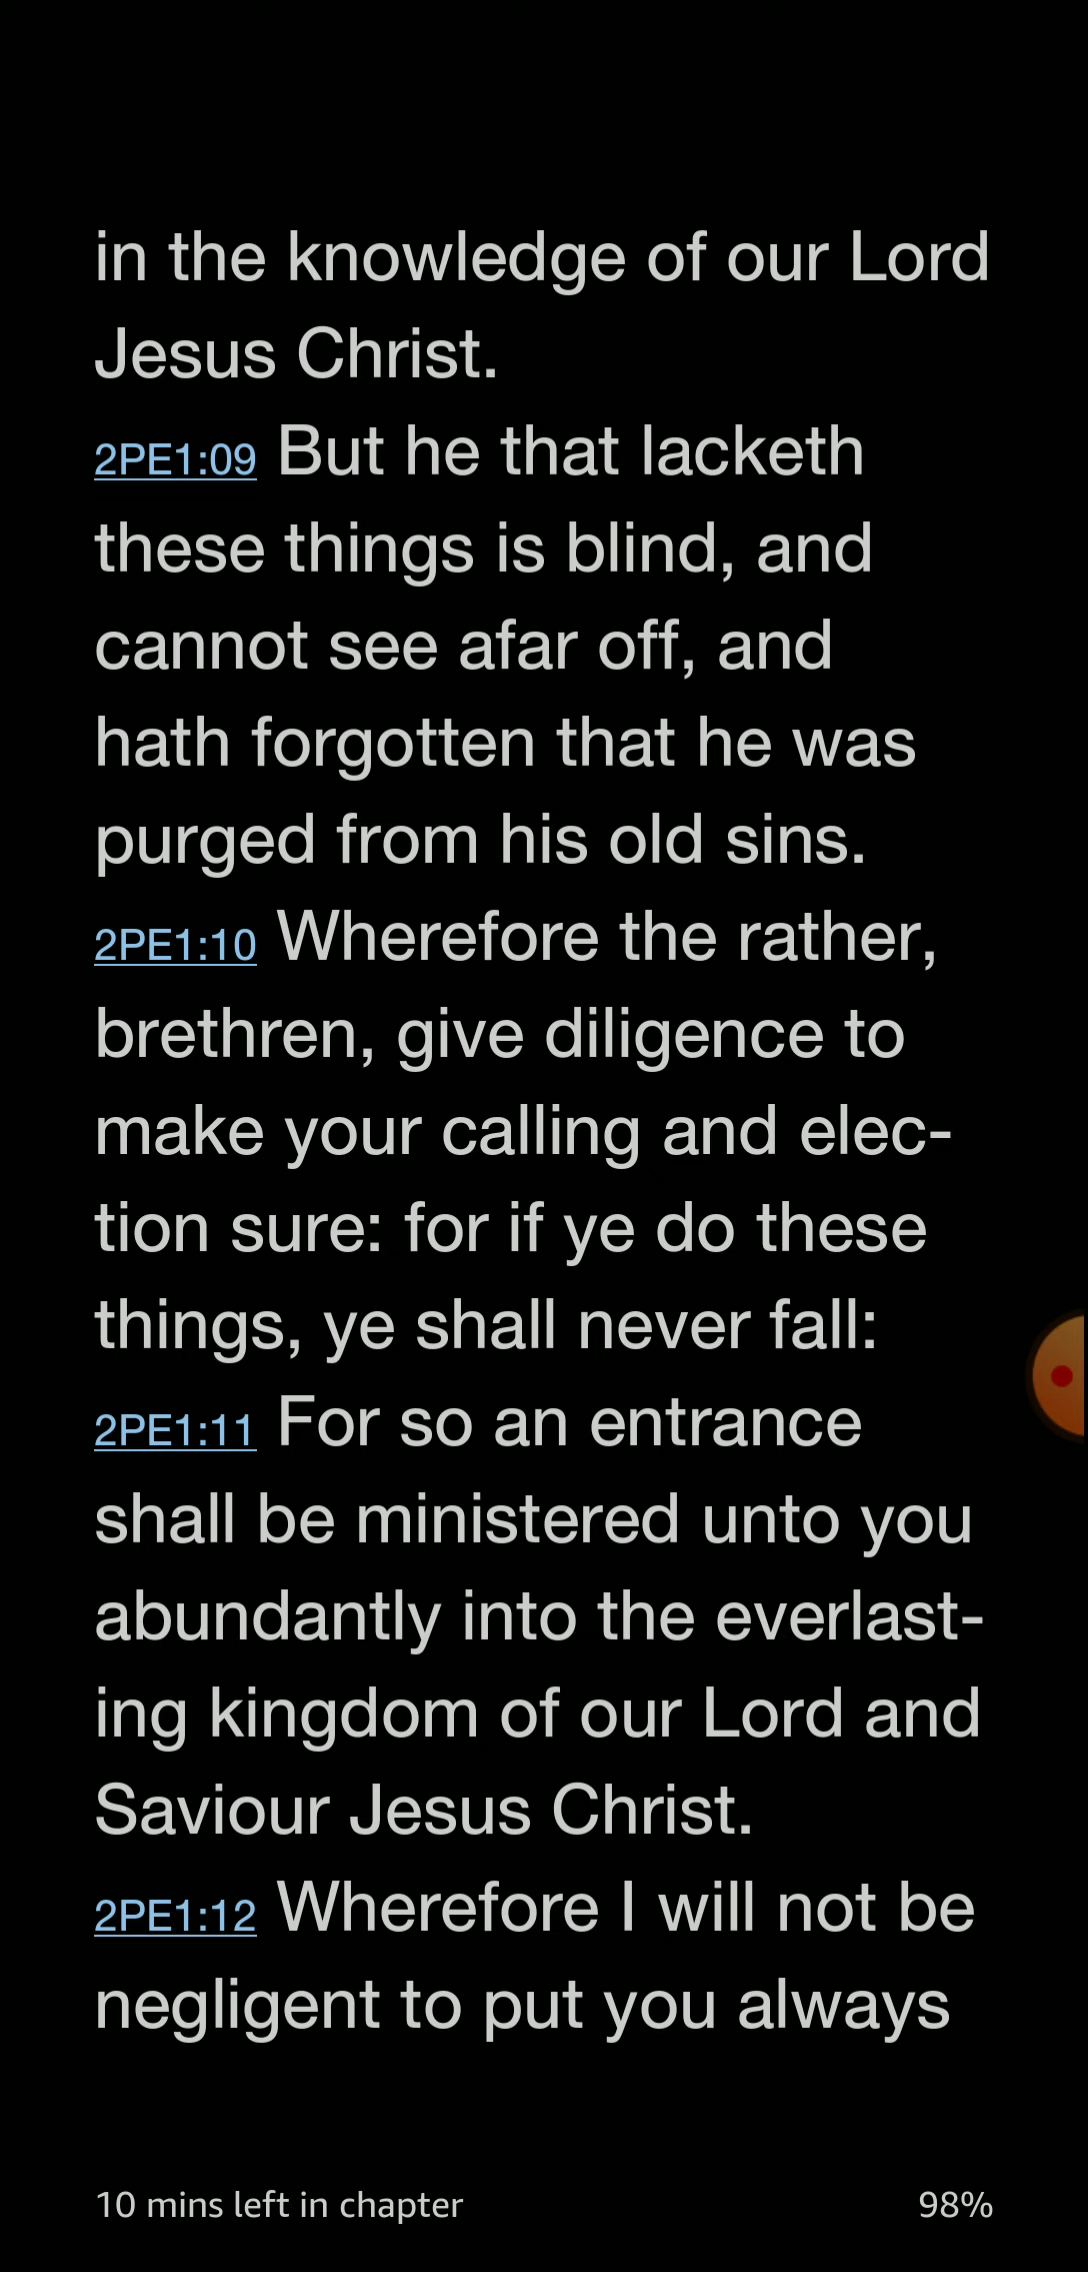 in the knowledge of our Lord
Jesus Christ.
2PE1:09 But he that lacketh
these things is blind, and
cannot see afar off, and
hath forgotten that he was
purged from his old sins.
2PE1:10 Wherefore the rather,
brethren, give diligence to
make your calling and elec-
tion sure: for if ye do these
things, ye shall never fall:
2PE1:11 For so an entrance
shall be ministered unto you
abundantly into the everlast-
ing kingdom of our Lord and
Saviour Jesus Christ.
2PE1:12 Wherefore I will not be
negligent to put you always
10 mins left in chapter 98%